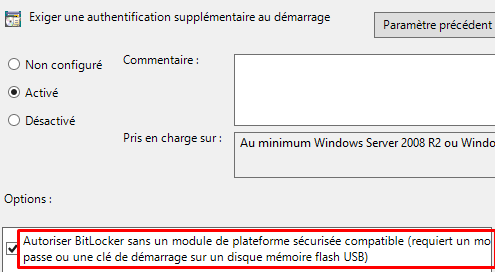 Exiger une authentification supplémentaire au démarrage
Paramètre précédent
Non configuré
Commentaire :
Activé
Désactivé
Pris en charge sur :
Au minimum Windows Server 2008 R2 ou Windo
Options :
Autoriser BitLocker sans un module de plateforme sécurisée compatible (requiert un mo
passe ou une clé de démarrage sur un disque mémoire flash USB)